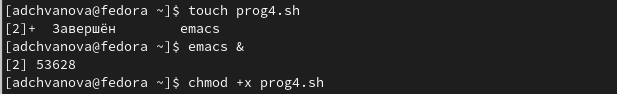 [adchvanova@fedora ~]$ touch prog4.sh
[2]+  Завершён        emacs
[adchvanova@fedora ~]$ emacs &
[2] 53628
[adchvanova@fedora ~]$ chmod +x prog4.sh